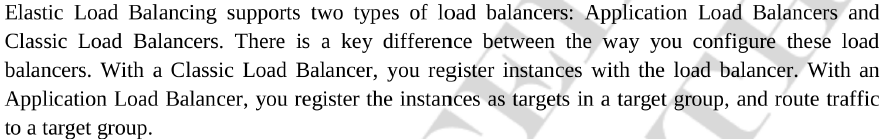 Elastic Load Balancing supports two types of load balancers: Application Load Balancers and
Classic Load Balancers. There is a key difference between the way you configure these load
balancers. With a Classic Load Balancer, you register instances with the load balancer. With an
Application Load Balancer, you register the instances as targets in a target group, and route traffic
to a target group.